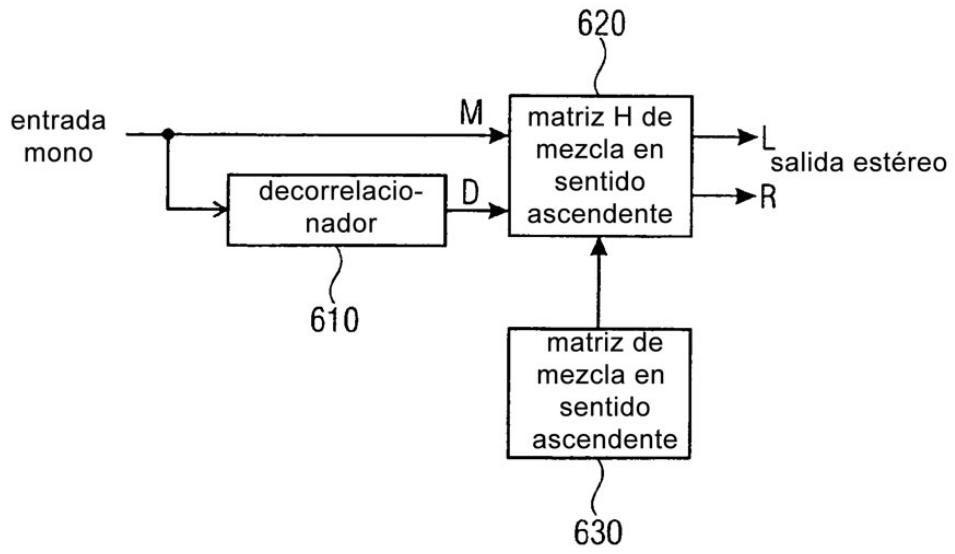 620
entrada
mono
M
matriz H de
mezcla en
sentido
ascendente
L
salida estéreo
R
decorrelacio-
nador
D
610
matriz de
mezcla en
sentido
ascendente
630